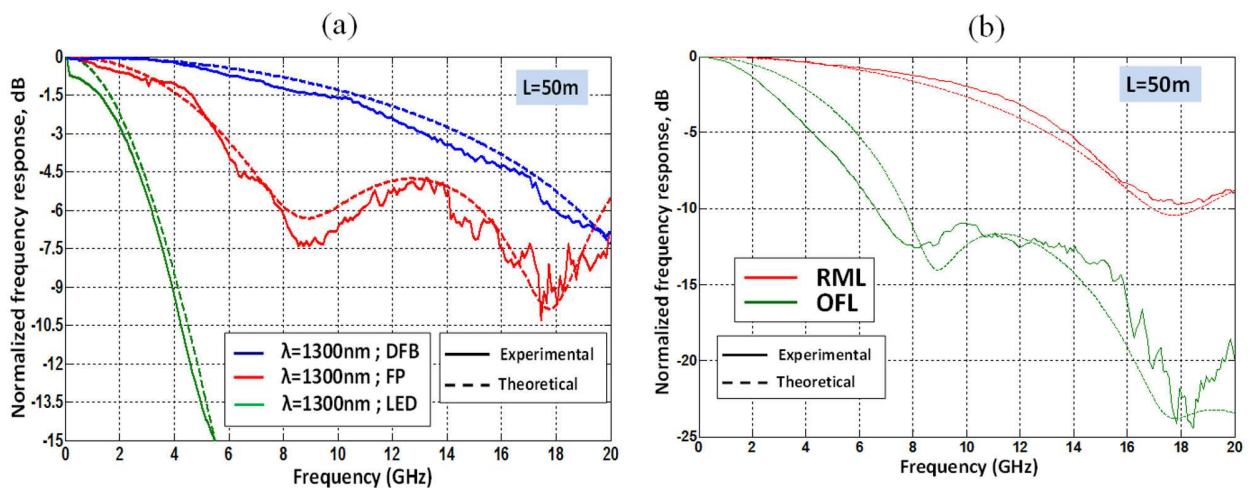 (a)
Normalized frequency response, dB
0
-1.5
-3
-4.5
-6
-7.5
-9
-10.5
-12
-13.5
-15
L=50m
λ=1300nm ; DFB
λ=1300nm ; FP
λ=1300nm ; LED
Experimental
Theoretical
0 2 4 6 8 10 12 14 16 18 20
Frequency (GHz)
(b)
Normalized frequency response, dB
0
-5
-10
-15
-20
-25
L=50m
RML
OFL
Experimental
Theoretical
0 2 4 6 8 10 12 14 16 18 20
Frequency (GHz)